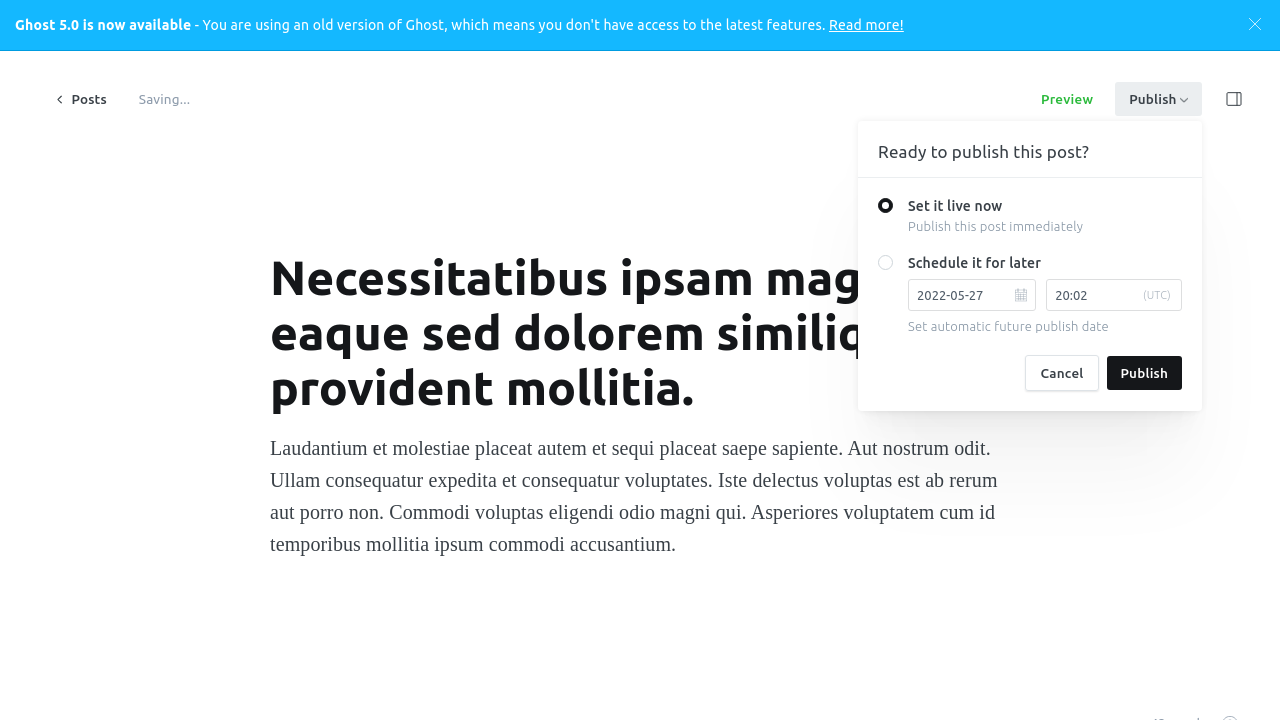 Ghost 5.0 is now available - You are using an old version of Ghost, which means you don't have access to the latest features. Read more!
Posts
Saving...
Preview
Publish
Ready to publish this post?
Set it live now
Publish this post immediately
Schedule it for later
2022-05-27
20:02
(UTC)
Set automatic future publish date
Cancel
Publish
Necessitatibus ipsam
eaque sed dolorem
provident mollitia.
Laudantium et molestiae placeat autem et sequi placeat saepe sapiente. Aut nostrum odit.
Ullam consequatur expedita et consequatur voluptates. Iste delectus voluptas est ab rerum
aut porro non. Commodi voluptas eligendi odio magni qui. Asperiores voluptatem cum id
temporibus mollitia ipsum commodi accusantium.